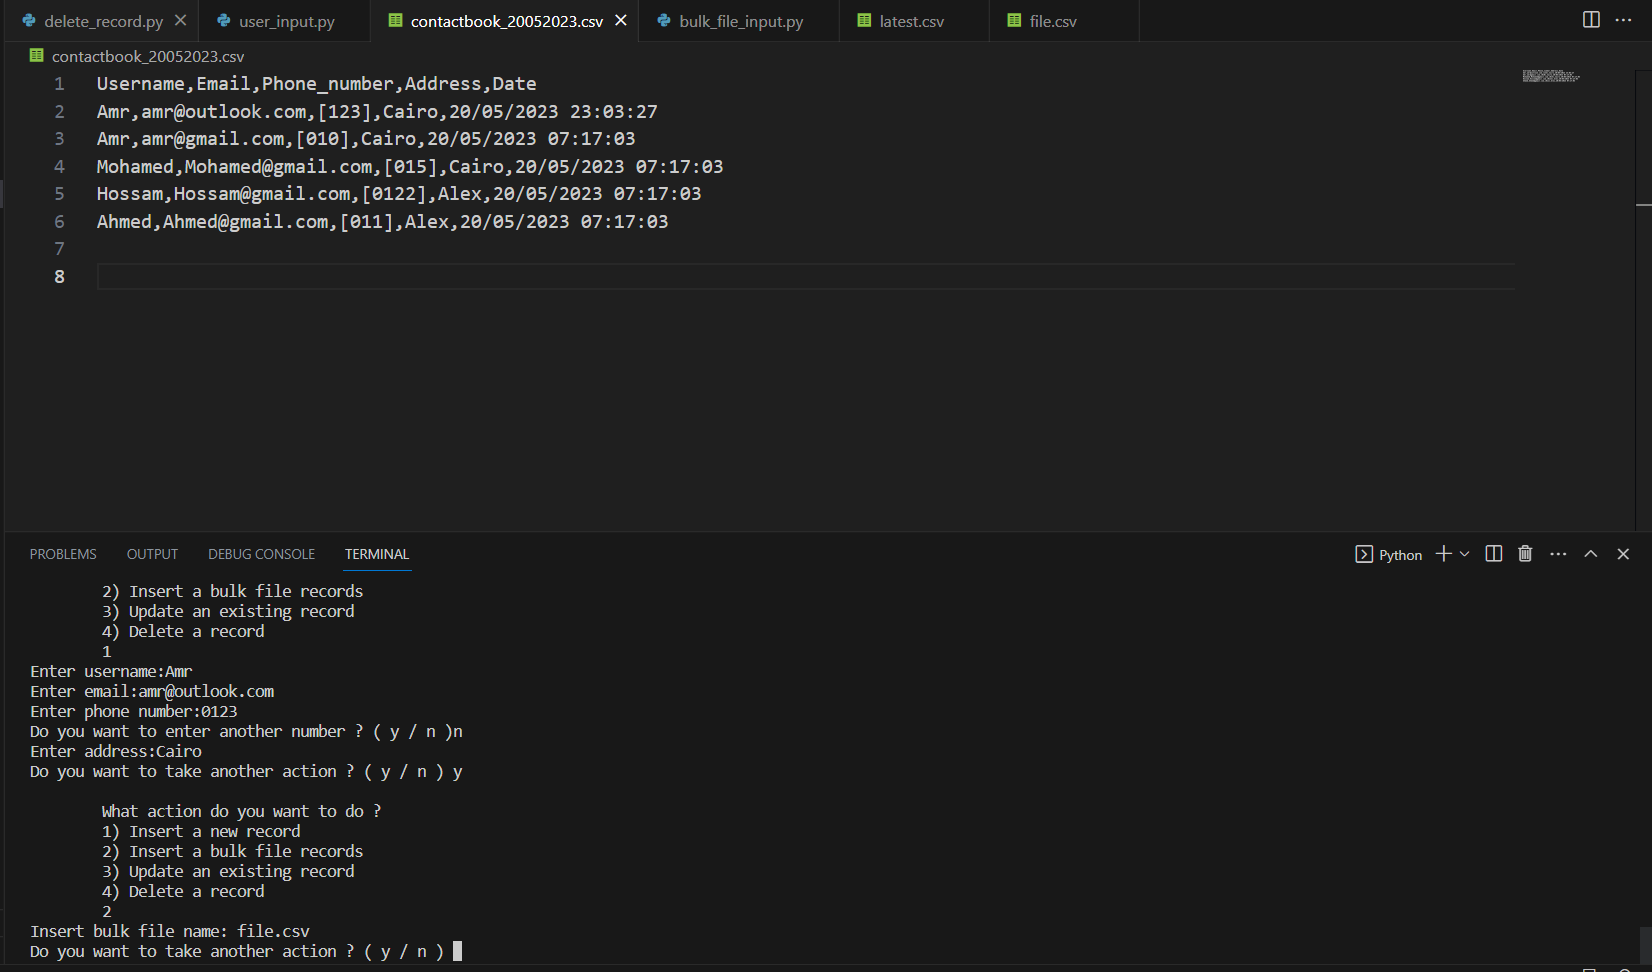 delete_record.py
user_input.py
contactbook_20052023.csv
bulk_file_input.py
latest.csv
file.csv
contactbook_20052023.csv
1 Username,Email,Phone_number,Address,Date
2 Amr,amr@outlook.com,[123],Cairo,20/05/2023 23:03:27
3 Amr,amr@gmail.com,[010],Cairo,20/05/2023 07:17:03
4 Mohamed,Mohamed@gmail.com,[015],Cairo,20/05/2023 07:17:03
5 Hossam,Hossam@gmail.com,[0122],Alex,20/05/2023 07:17:03
6 Ahmed,Ahmed@gmail.com,[011],Alex,20/05/2023 07:17:03
7
8
PROBLEMS OUTPUT DEBUG CONSOLE TERMINAL
Python
2) Insert a bulk file records
3) Update an existing record
4) Delete a record
1
Enter username:Amr
Enter email:amr@outlook.com
Enter phone number:0123
Do you want to enter another number ? ( y / n )n
Enter address:Cairo
Do you want to take another action ? ( y / n ) y
What action do you want to do ?
1) Insert a new record
2) Insert a bulk file records
3) Update an existing record
4) Delete a record
2
Insert bulk file name: file.csv
Do you want to take another action ? ( y / n )